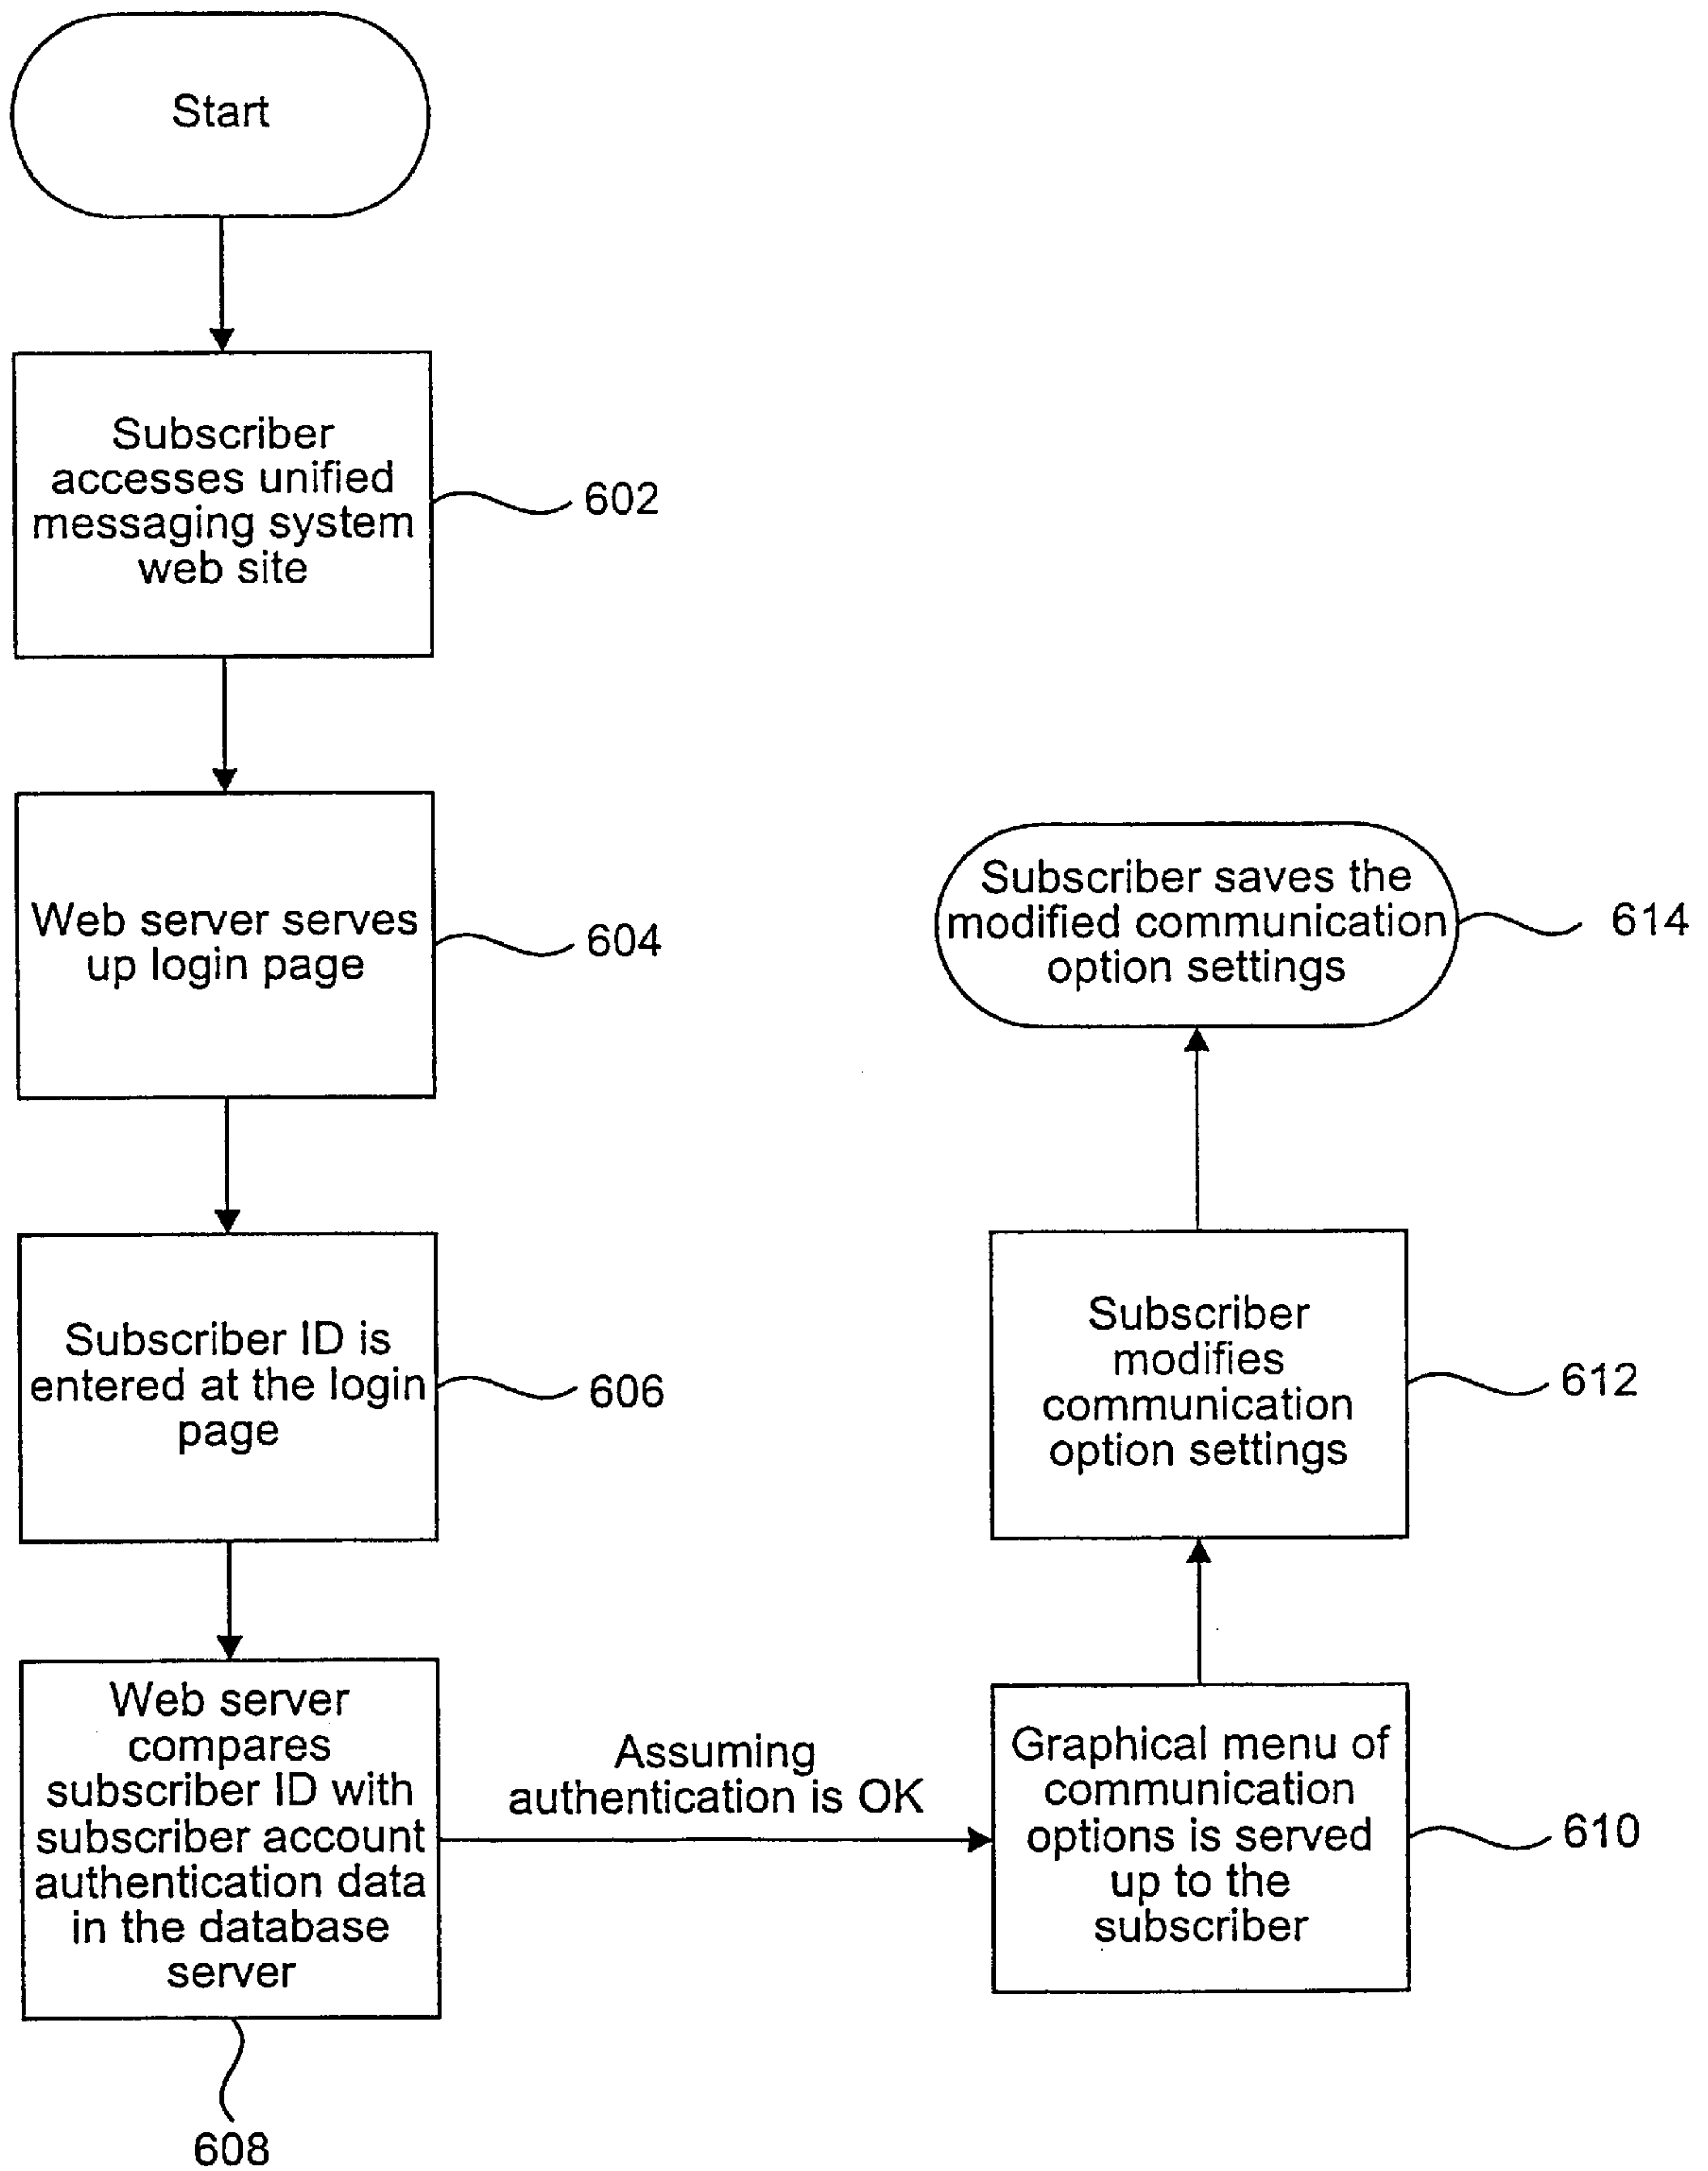 Start
Subscriber
accesses unified
messaging system
web site
602
Web server serves
up login page
604
Subscriber ID is
entered at the login
page
606
Web server
compares
subscriber ID with
subscriber account
authentication data
in the database
server
608
Assuming
authentication is OK
Graphical menu of
communication
options is served
up to the
subscriber
610
Subscriber
modifies
communication
option settings
612
Subscriber saves the
modified communication
option settings
614